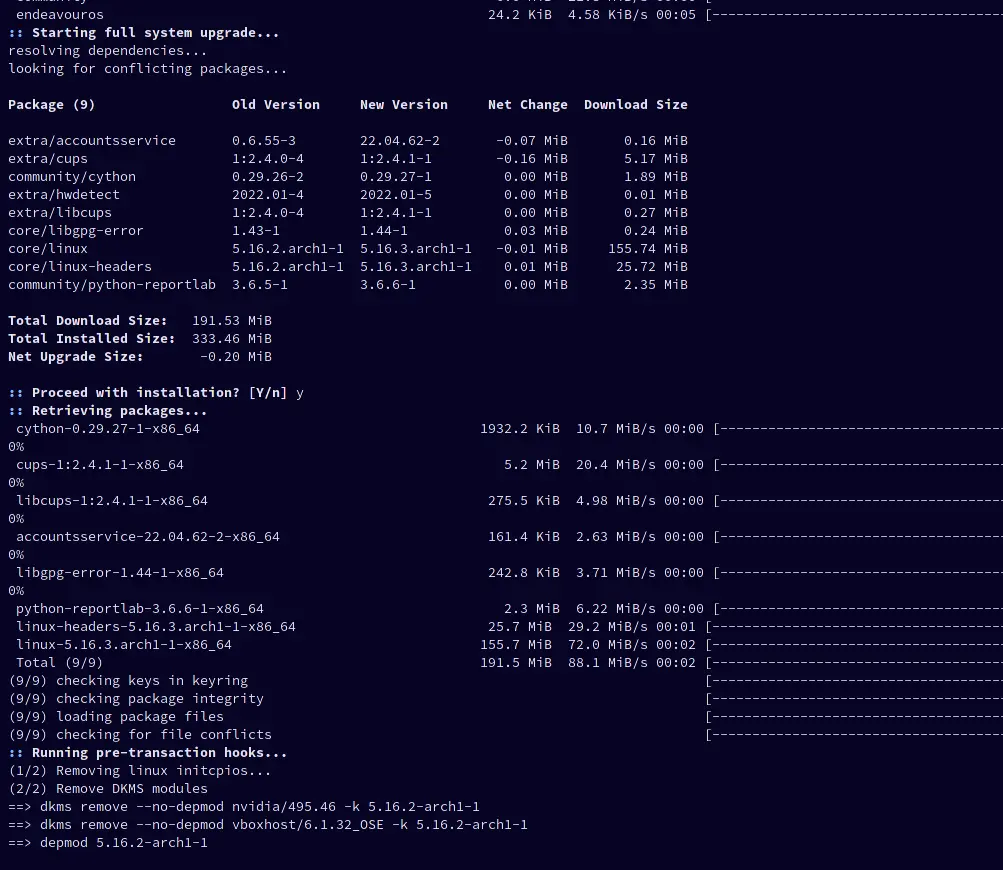 endeavouros 24.2 KiB 4.58 KiB/s 00:05 [------------------------------------
:: Starting full system upgrade...
resolving dependencies...
looking for conflicting packages...
Package (9) Old Version New Version Net Change Download Size
extra/accountsservice 0.6.55-3 22.04.62-2 -0.07 MiB 0.16 MiB
extra/cups 1:2.4.0-4 1:2.4.1-1 -0.16 MiB 5.17 MiB
community/cython 0.29.26-2 0.29.27-1 0.00 MiB 1.89 MiB
extra/hwdetect 2022.01-4 2022.01-5 0.00 MiB 0.01 MiB
extra/libcups 1:2.4.0-4 1:2.4.1-1 0.00 MiB 0.27 MiB
core/libgpg-error 1.43-1 1.44-1 0.03 MiB 0.24 MiB
core/linux 5.16.2.arch1-1 5.16.3.arch1-1 -0.01 MiB 155.74 MiB
core/linux-headers 5.16.2.arch1-1 5.16.3.arch1-1 0.01 MiB 25.72 MiB
community/python-reportlab 3.6.5-1 3.6.6-1 0.00 MiB 2.35 MiB
Total Download Size: 191.53 MiB
Total Installed Size: 333.46 MiB
Net Upgrade Size: -0.20 MiB
:: Proceed with installation? [Y/n] y
:: Retrieving packages...
cython-0.29.27-1-x86_64 1932.2 KiB 10.7 MiB/s 00:00 [-----------------------------------
0%
cups-1:2.4.1-1-x86_64 5.2 MiB 20.4 MiB/s 00:00 [-----------------------------------
0%
libcups-1:2.4.1-1-x86_64 275.5 KiB 4.98 MiB/s 00:00 [-----------------------------------
0%
accountsservice-22.04.62-2-x86_64 161.4 KiB 2.63 MiB/s 00:00 [-----------------------------------
0%
libgpg-error-1.44-1-x86_64 242.8 KiB 3.71 MiB/s 00:00 [-----------------------------------
0%
python-reportlab-3.6.6-1-x86_64 2.3 MiB 6.22 MiB/s 00:00 [-----------------------------------
linux-headers-5.16.3.arch1-1-x86_64 25.7 MiB 29.2 MiB/s 00:01 [------------------------------------
linux-5.16.3.arch1-1-x86_64 155.7 MiB 72.0 MiB/s 00:02 [------------------------------------
Total (9/9) 191.5 MiB 88.1 MiB/s 00:02 [------------------------------------
(9/9) checking keys in keyring [------------------------------------
(9/9) checking package integrity [------------------------------------
(9/9) loading package files [------------------------------------
(9/9) checking for file conflicts [------------------------------------
:: Running pre-transaction hooks...
(1/2) Removing linux initcpios...
(2/2) Remove DKMS modules
==> dkms remove --no-depmod nvidia/495.46 -k 5.16.2-arch1-1
==> dkms remove --no-depmod vboxhost/6.1.32_OSE -k 5.16.2-arch1-1
==> depmod 5.16.2-arch1-1